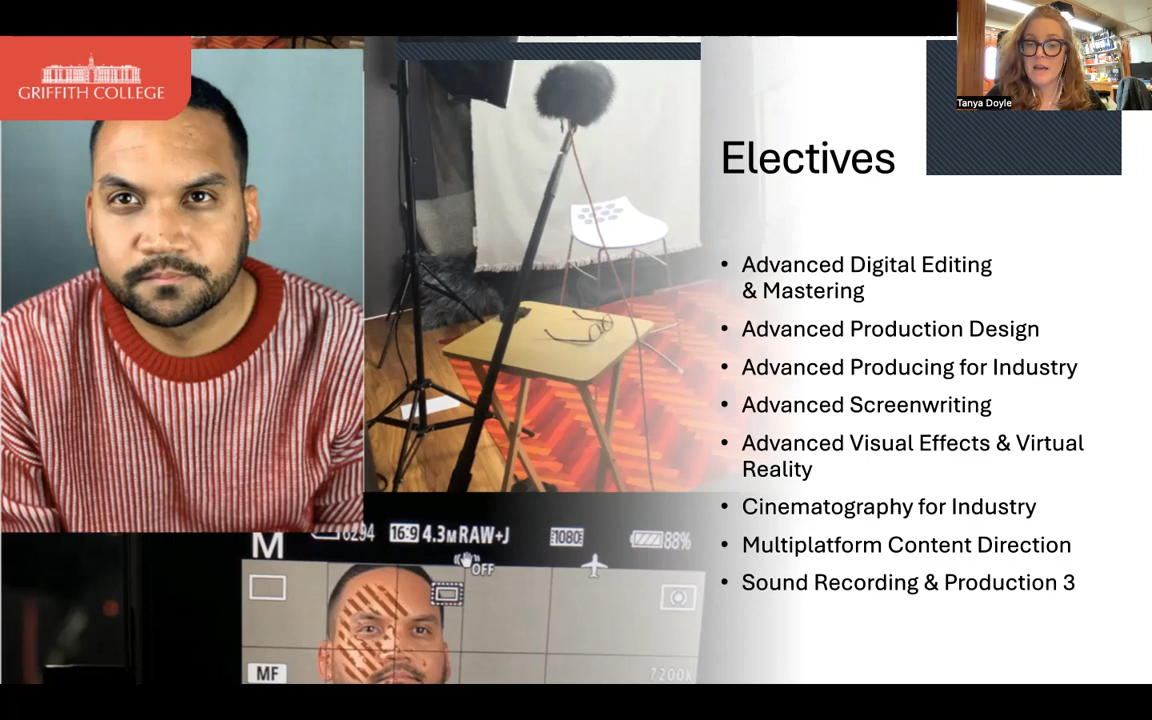 GRIFFITH COLLEGE
Tanya Doyle
Electives
• Advanced Digital Editing
& Mastering
• Advanced Production Design
• Advanced Producing for Industry
• Advanced Screenwriting
• Advanced Visual Effects & Virtual
Reality
• Cinematography for Industry
• Multiplatform Content Direction
• Sound Recording & Production 3
M 6294 16:9 4.3M RAW+J 1080 88%
OFF
MF
7200K